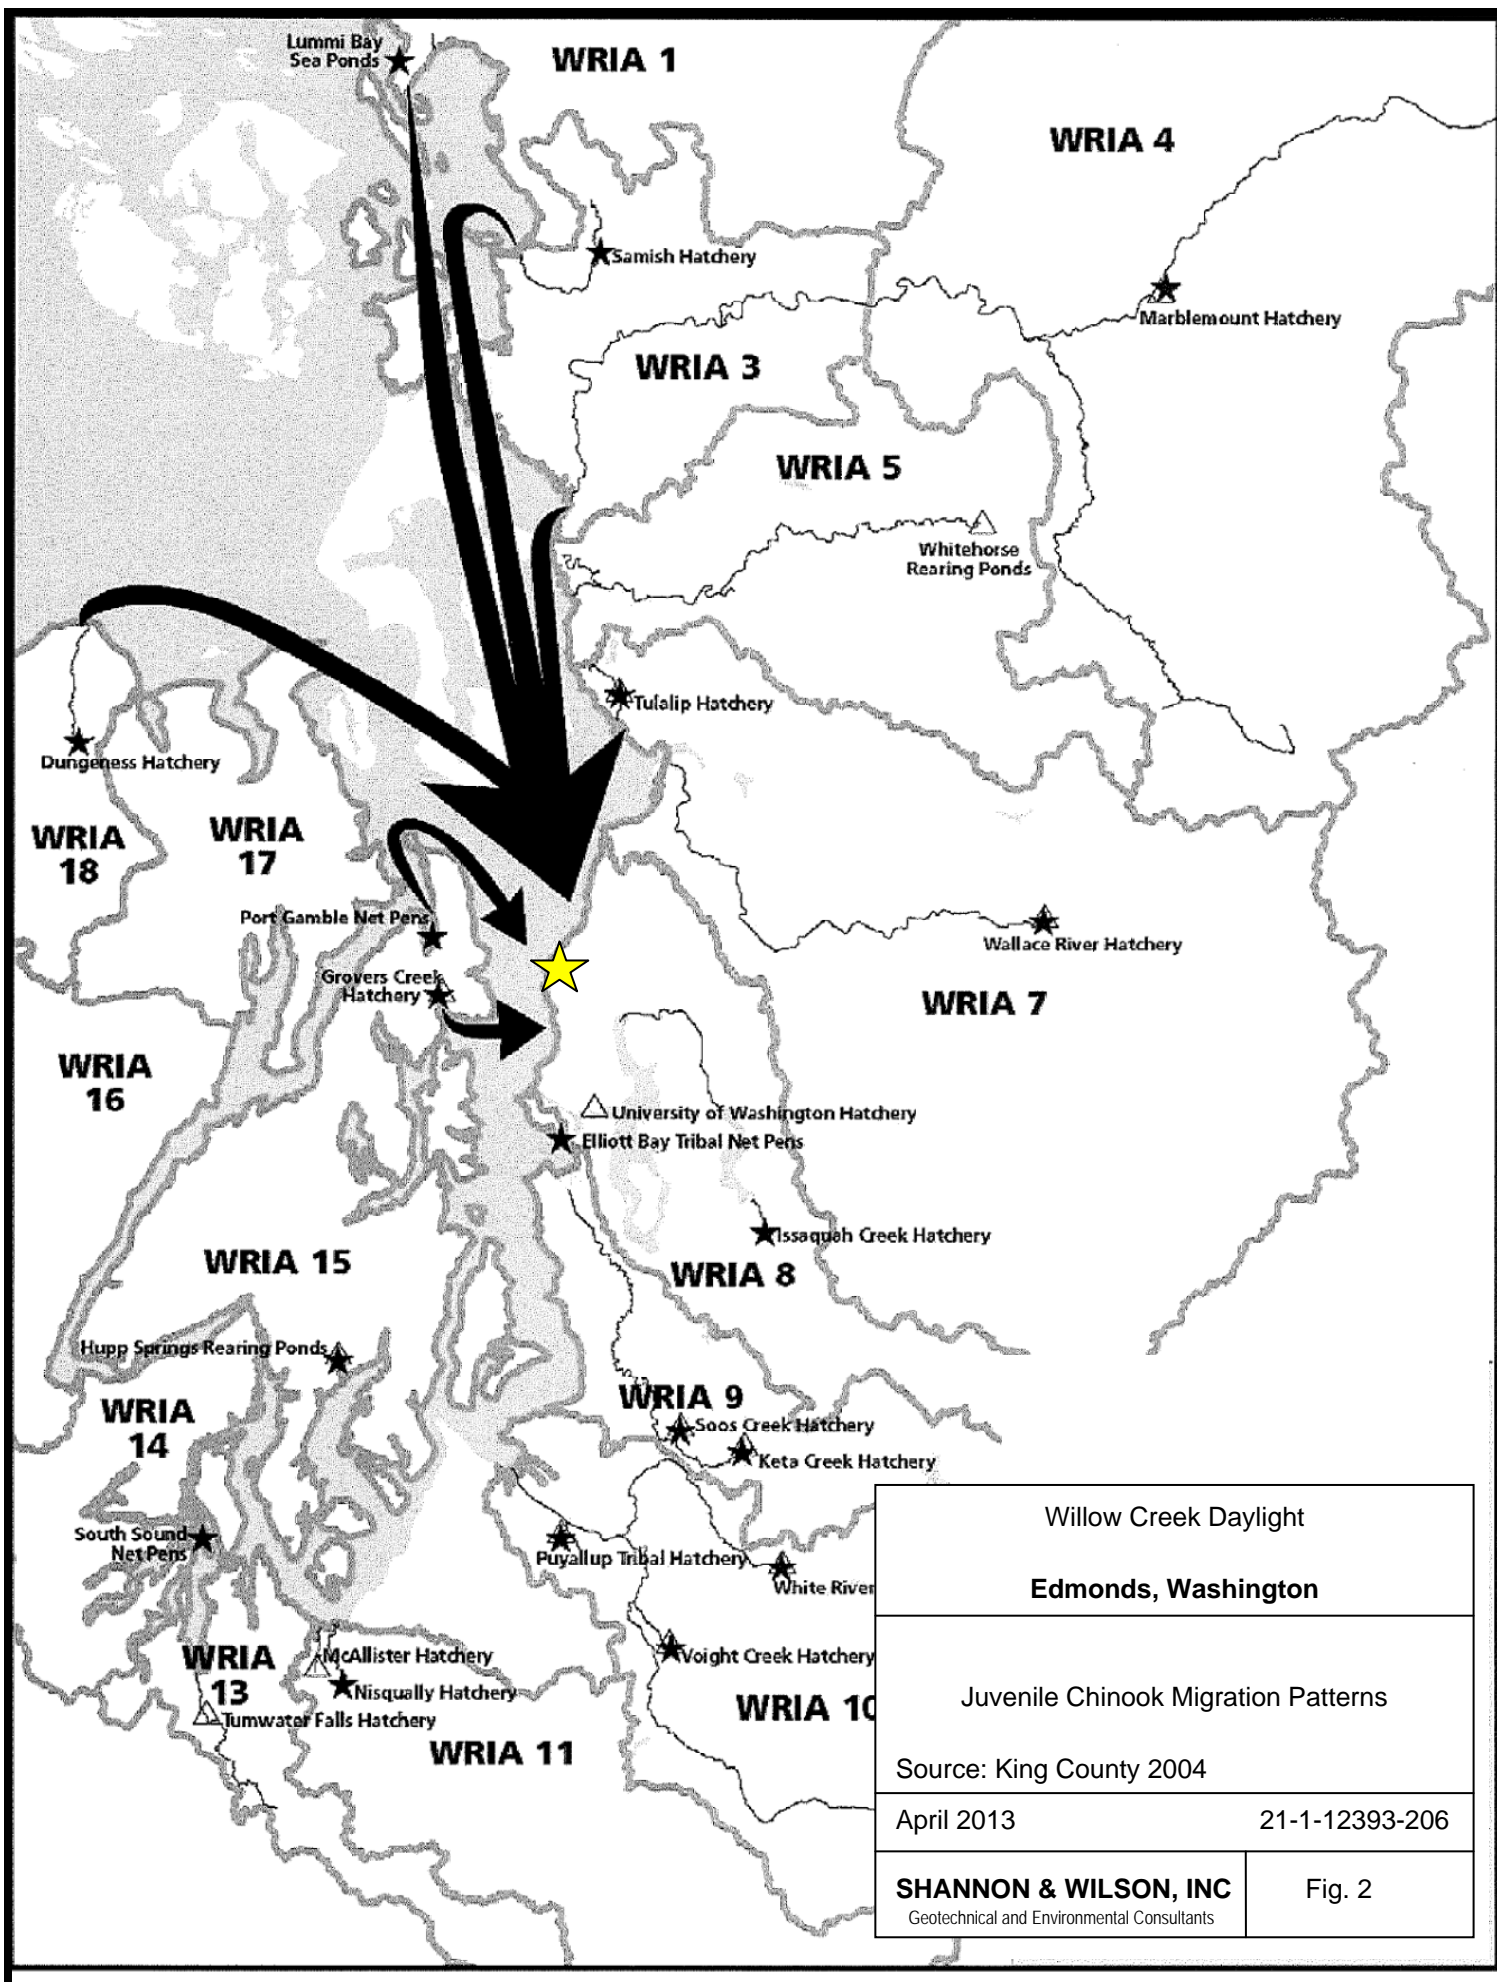 Lummi Bay
Sea Ponds
WRIA 1
WRIA 4
Samish Hatchery
Marblemount Hatchery
WRIA 3
WRIA 5
Whitehorse
Rearing Ponds
Tulalip Hatchery
Dungeness Hatchery
WRIA
18
WRIA
17
Port Gamble Net Pens
Wallace River Hatchery
Grovers Creek
Hatchery
WRIA 7
WRIA
16
University of Washington Hatchery
Elliott Bay Tribal Net Pens
Issaquah Creek Hatchery
WRIA 15
WRIA 8
Hupp Springs Rearing Ponds
WRIA 9
WRIA
14
Soos Creek Hatchery
Keta Creek Hatchery
South Sound
Net Pens
Puyallup Tribal Hatchery
White River
WRIA
13
McAllister Hatchery
Nisqually Hatchery
Voight Creek Hatchery
WRIA 10
Tumwater Falls Hatchery
WRIA 11
Willow Creek Daylight
Edmonds, Washington
Juvenile Chinook Migration Patterns
Source: King County 2004
April 2013 21-1-12393-206
SHANNON & WILSON, INC
Geotechnical and Environmental Consultants
Fig. 2